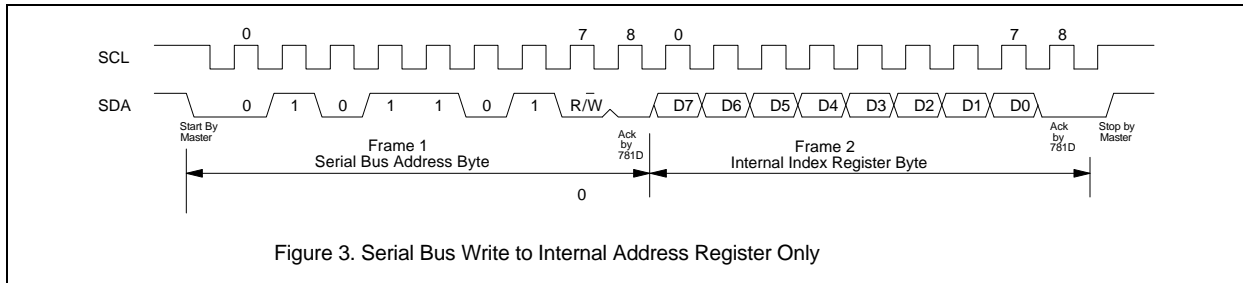 0 7 8 0 7 8
SCL
SDA 0 1 0 1 1 0 1 R/W D7 D6 D5 D4 D3 D2 D1 D0
Start By
Master
Ack
by
781D
Ack
by
781D
Stop by
Master
Frame 1
Serial Bus Address Byte
Frame 2
Internal Index Register Byte
0
Figure 3. Serial Bus Write to Internal Address Register Only